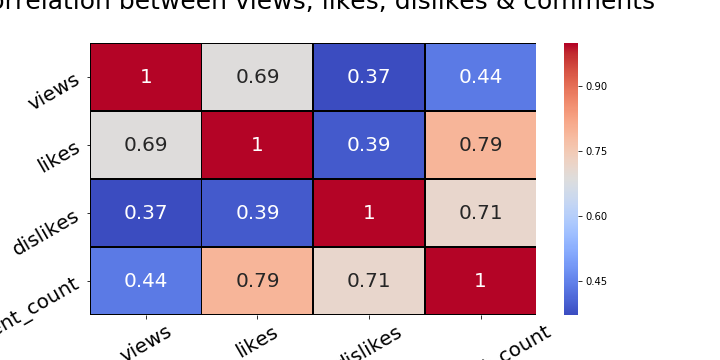 orrelation between views, likes, dislikes & comments
views 1 0.69 0.37 0.44
likes 0.69 1 0.39 0.79
dislikes 0.37 0.39 1 0.71
nt_count 0.44 0.79 0.71 1
views likes dislikes _count
0.90
0.75
0.60
0.45